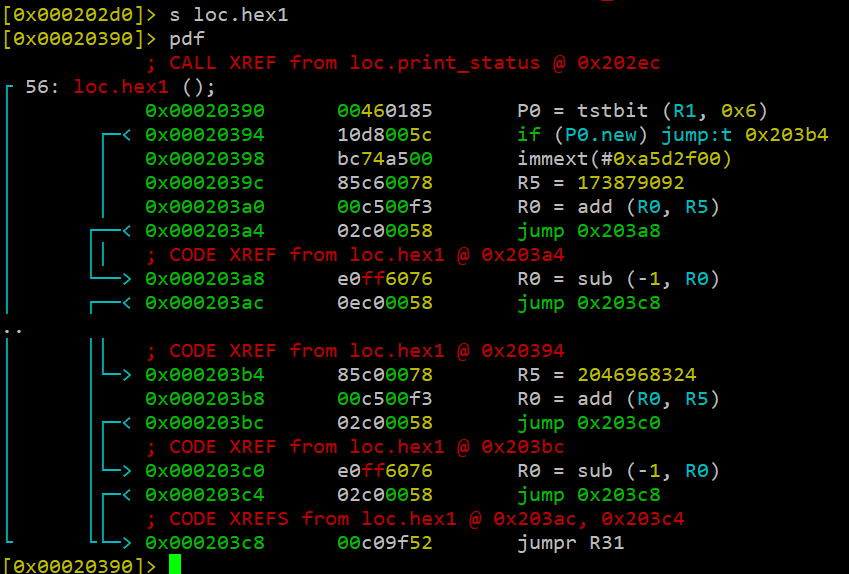 [0x000202d0]> s loc.hex1
[0x00020390]> pdf
; CALL XREF from loc.print_status @ 0x202ec
56: loc.hex1 ();
0x00020390 00460185 P0 = tstbit (R1, 0x6)
0x00020394 10d8005c if (P0.new) jump:t 0x203b4
0x00020398 bc74a500 immext(#0xa5d2f00)
0x0002039c 85c60078 R5 = 173879092
0x000203a0 00c500f3 R0 = add (R0, R5)
0x000203a4 02c00058 jump 0x203a8
; CODE XREF from loc.hex1 @ 0x203a4
0x000203a8 e0ff6076 R0 = sub (-1, R0)
0x000203ac 0ec00058 jump 0x203c8
..
; CODE XREF from loc.hex1 @ 0x20394
0x000203b4 85c00078 R5 = 2046968324
0x000203b8 00c500f3 R0 = add (R0, R5)
0x000203bc 02c00058 jump 0x203c0
; CODE XREF from loc.hex1 @ 0x203bc
0x000203c0 e0ff6076 R0 = sub (-1, R0)
0x000203c4 02c00058 jump 0x203c8
; CODE XREFS from loc.hex1 @ 0x203ac, 0x203c4
0x000203c8 00c09f52 jumpr R31
[0x00020390]>